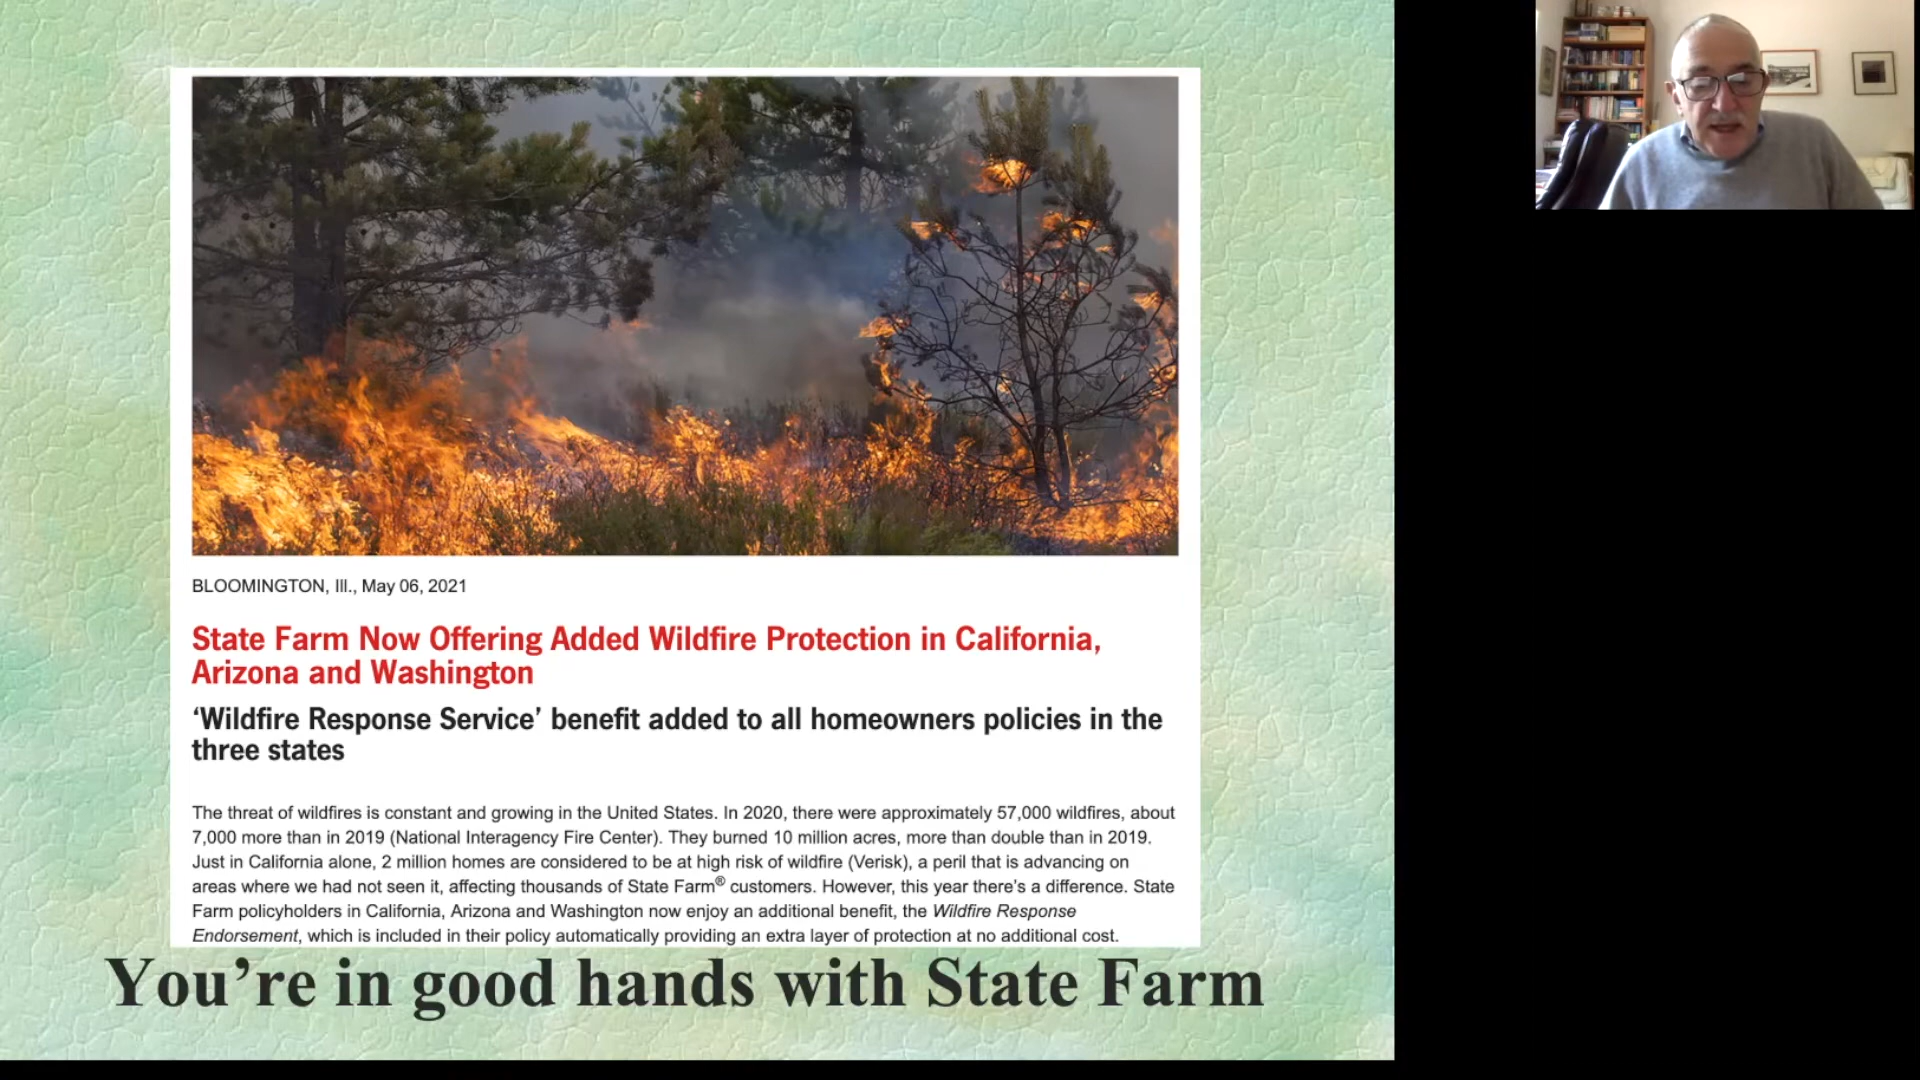 BLOOMINGTON, Ill., May 06, 2021
State Farm Now Offering Added Wildfire Protection in California,
Arizona and Washington
‘Wildfire Response Service’ benefit added to all homeowners policies in the
three states
The threat of wildfires is constant and growing in the United States. In 2020, there were approximately 57,000 wildfires, about
7,000 more than in 2019 (National Interagency Fire Center). They burned 10 million acres, more than double than in 2019.
Just in California alone, 2 million homes are considered to be at high risk of wildfire (Verisk), a peril that is advancing on
areas where we had not seen it, affecting thousands of State Farm® customers. However, this year there’s a difference. State
Farm policyholders in California, Arizona and Washington now enjoy an additional benefit, the Wildfire Response
Endorsement, which is included in their policy automatically providing an extra layer of protection at no additional cost.
You’re in good hands with State Farm